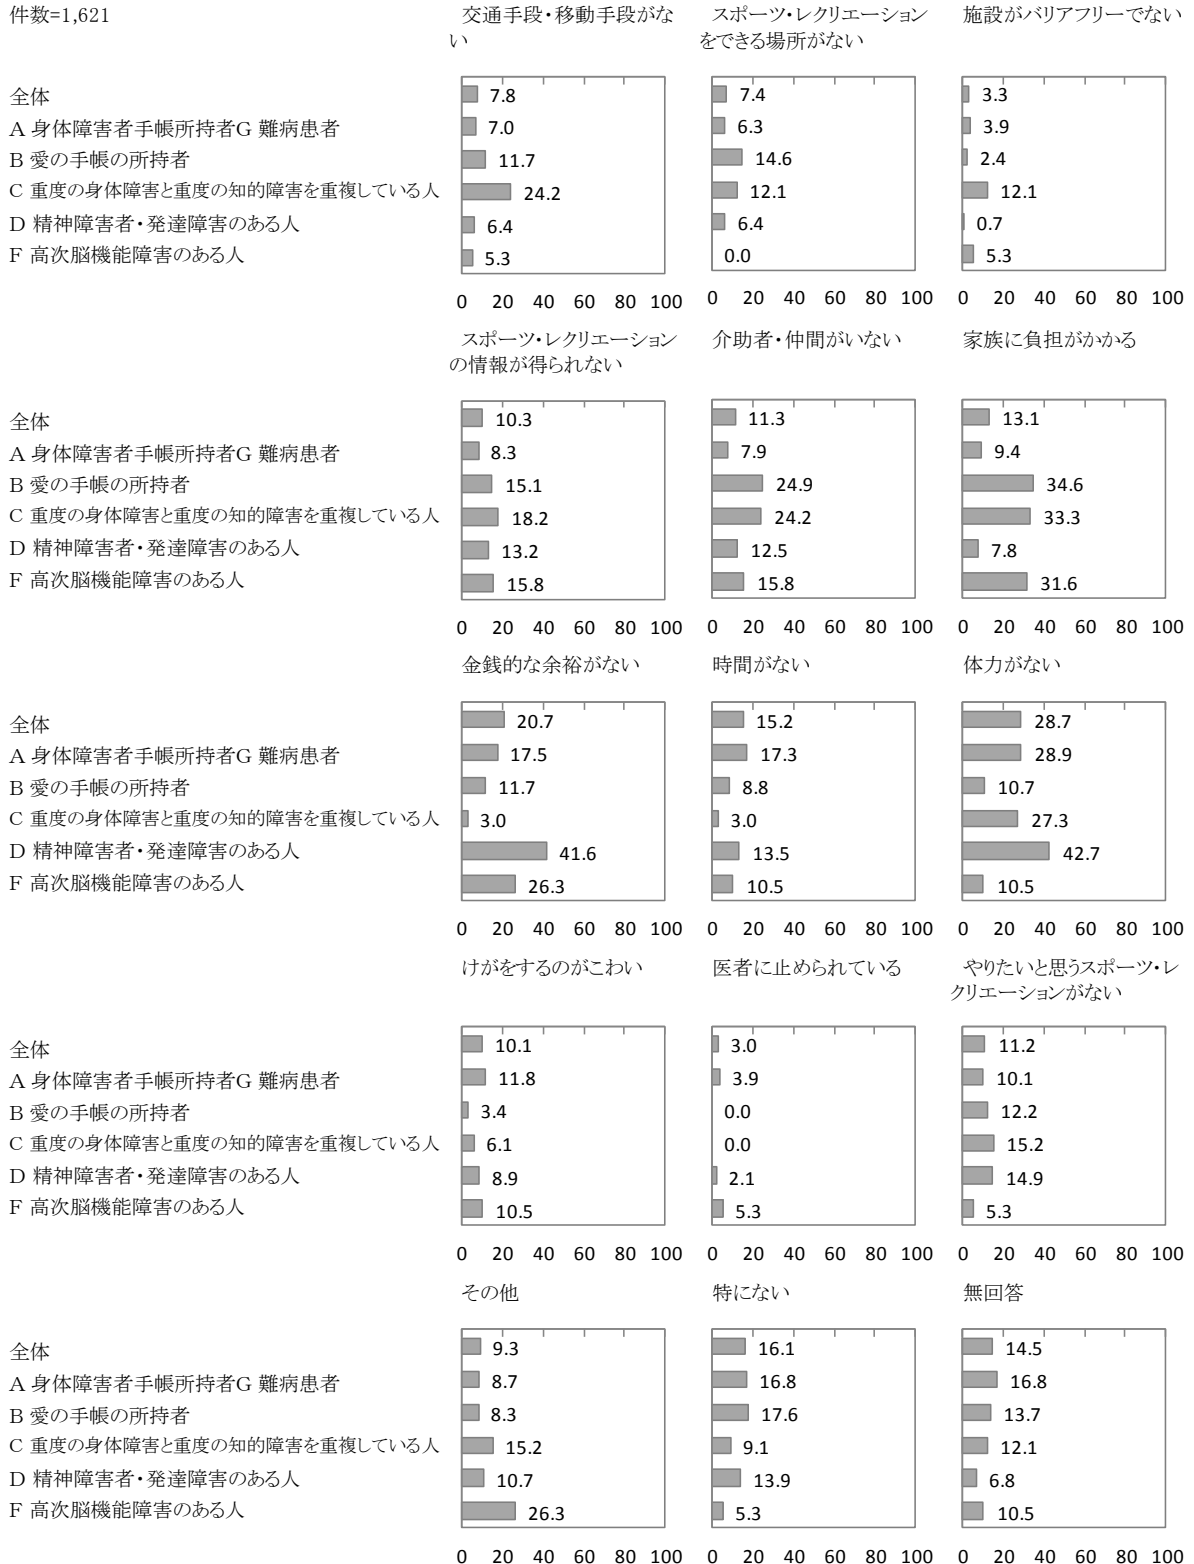 件数=1,621
交通手段・移動手段がな
い
スポーツ・レクリエーション
をできる場所がない
施設がバリアフリーでない
全体 7.8 7.4 3.3
A 身体障害者手帳所持者G 難病患者 7.0 6.3 3.9
B 愛の手帳の所持者 11.7 14.6 2.4
C 重度の身体障害と重度の知的障害を重複している人 24.2 12.1 12.1
D 精神障害者・発達障害のある人 6.4 6.4 0.7
F 高次脳機能障害のある人 5.3 0.0 5.3
0 20 40 60 80 100 0 20 40 60 80 100 0 20 40 60 80 100
スポーツ・レクリエーション
の情報が得られない
介助者・仲間がいない
家族に負担がかかる
全体 10.3 11.3 13.1
A 身体障害者手帳所持者G 難病患者 8.3 7.9 9.4
B 愛の手帳の所持者 15.1 24.9 34.6
C 重度の身体障害と重度の知的障害を重複している人 18.2 24.2 33.3
D 精神障害者・発達障害のある人 13.2 12.5 7.8
F 高次脳機能障害のある人 15.8 15.8 31.6
0 20 40 60 80 100 0 20 40 60 80 100 0 20 40 60 80 100
金銭的な余裕がない
時間がない
体力がない
全体 20.7 15.2 28.7
A 身体障害者手帳所持者G 難病患者 17.5 17.3 28.9
B 愛の手帳の所持者 11.7 8.8 10.7
C 重度の身体障害と重度の知的障害を重複している人 3.0 3.0 27.3
D 精神障害者・発達障害のある人 41.6 13.5 42.7
F 高次脳機能障害のある人 26.3 10.5 10.5
0 20 40 60 80 100 0 20 40 60 80 100 0 20 40 60 80 100
けがをするのがこわい
医者に止められている
やりたいと思うスポーツ・レ
クリエーションがない
全体 10.1 3.0 11.2
A 身体障害者手帳所持者G 難病患者 11.8 3.9 10.1
B 愛の手帳の所持者 3.4 0.0 12.2
C 重度の身体障害と重度の知的障害を重複している人 6.1 0.0 15.2
D 精神障害者・発達障害のある人 8.9 2.1 14.9
F 高次脳機能障害のある人 10.5 5.3 5.3
0 20 40 60 80 100 0 20 40 60 80 100 0 20 40 60 80 100
その他
特にない
無回答
全体 9.3 16.1 14.5
A 身体障害者手帳所持者G 難病患者 8.7 16.8 16.8
B 愛の手帳の所持者 8.3 17.6 13.7
C 重度の身体障害と重度の知的障害を重複している人 15.2 9.1 12.1
D 精神障害者・発達障害のある人 10.7 13.9 6.8
F 高次脳機能障害のある人 26.3 5.3 10.5
0 20 40 60 80 100 0 20 40 60 80 100 0 20 40 60 80 100